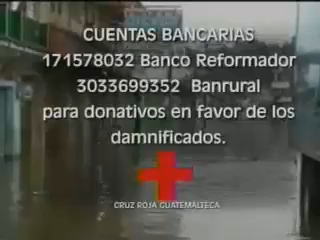 CUENTAS BANCARIAS
171578032 Banco Reformador
3033699352 Banrural
para donativos en favor de los
damnificados.
CRUZ ROJA GUATEMALTECA